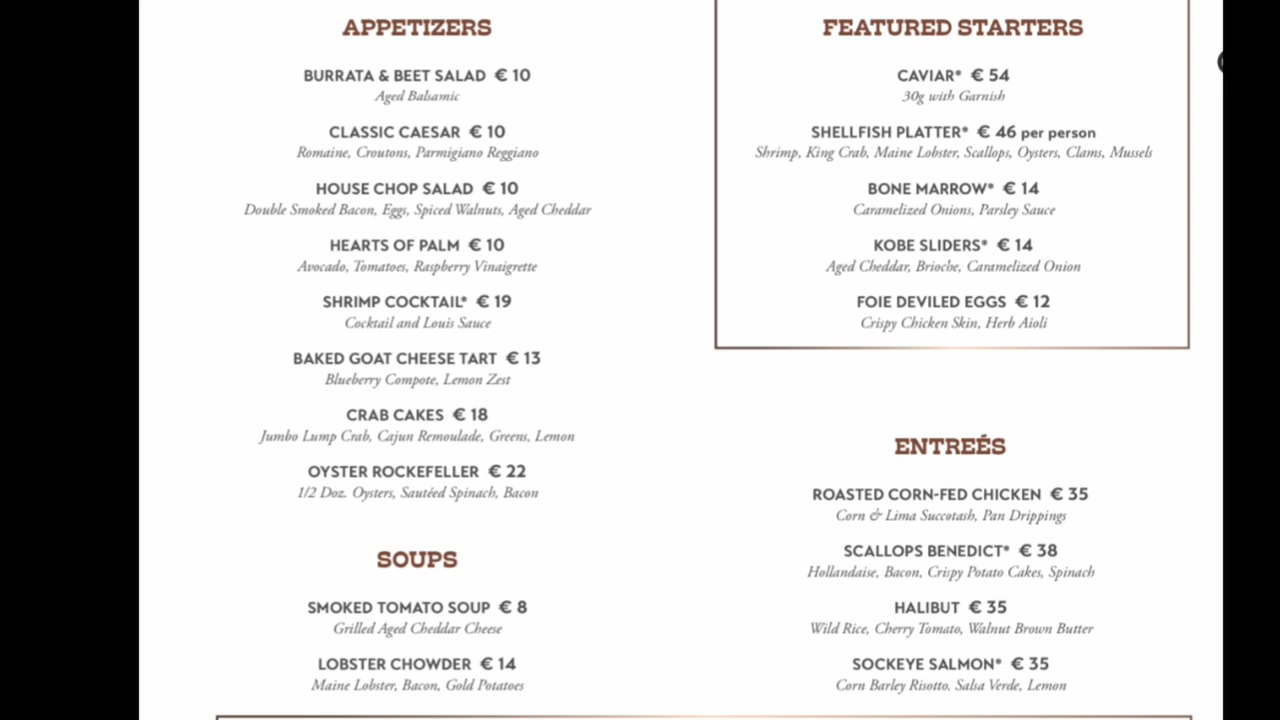 APPETIZERS
BURRATA & BEET SALAD € 10
Aged Balsamic
CLASSIC CAESAR € 10
Romaine, Croutons, Parmigiano Reggiano
HOUSE CHOP SALAD € 10
Double Smoked Bacon, Eggs, Spiced Walnuts, Aged Cheddar
HEARTS OF PALM € 10
Avocado, Tomatoes, Raspberry Vinaigrette
SHRIMP COCKTAIL* € 19
Cocktail and Louis Sauce
BAKED GOAT CHEESE TART € 13
Blueberry Compote, Lemon Zest
CRAB CAKES € 18
Jumbo Lump Crab, Cajun Remoulade, Greens, Lemon
OYSTER ROCKEFELLER € 22
1/2 Doz. Oysters, Sautéed Spinach, Bacon
SOUPS
SMOKED TOMATO SOUP € 8
Grilled Aged Cheddar Cheese
LOBSTER CHOWDER € 14
Maine Lobster, Bacon, Gold Potatoes
FEATURED STARTERS
CAVIAR* € 54
30g with Garnish
SHELLFISH PLATTER* € 46 per person
Shrimp, King Crab, Maine Lobster, Scallops, Oysters, Clams, Mussels
BONE MARROW* € 14
Caramelized Onions, Parsley Sauce
KOBE SLIDERS* € 14
Aged Cheddar, Brioche, Caramelized Onion
FOIE DEVILED EGGS € 12
Crispy Chicken Skin, Herb Aioli
ENTREÉS
ROASTED CORN-FED CHICKEN € 35
Corn & Lima Succotash, Pan Drippings
SCALLOPS BENEDICT* € 38
Hollandaise, Bacon, Crispy Potato Cakes, Spinach
HALIBUT € 35
Wild Rice, Cherry Tomato, Walnut Brown Butter
SOCKEYE SALMON* € 35
Corn Barley Risotto. Salsa Verde, Lemon